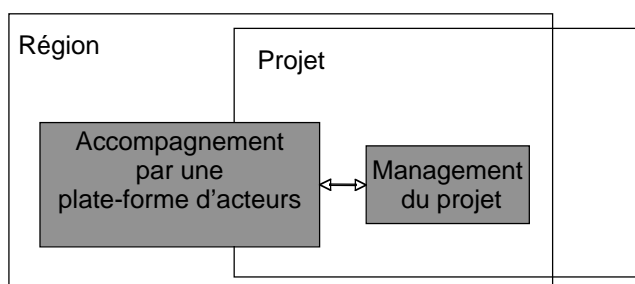 Région
Projet
Accompagnement
par une
plate-forme d'acteurs
Management
du projet